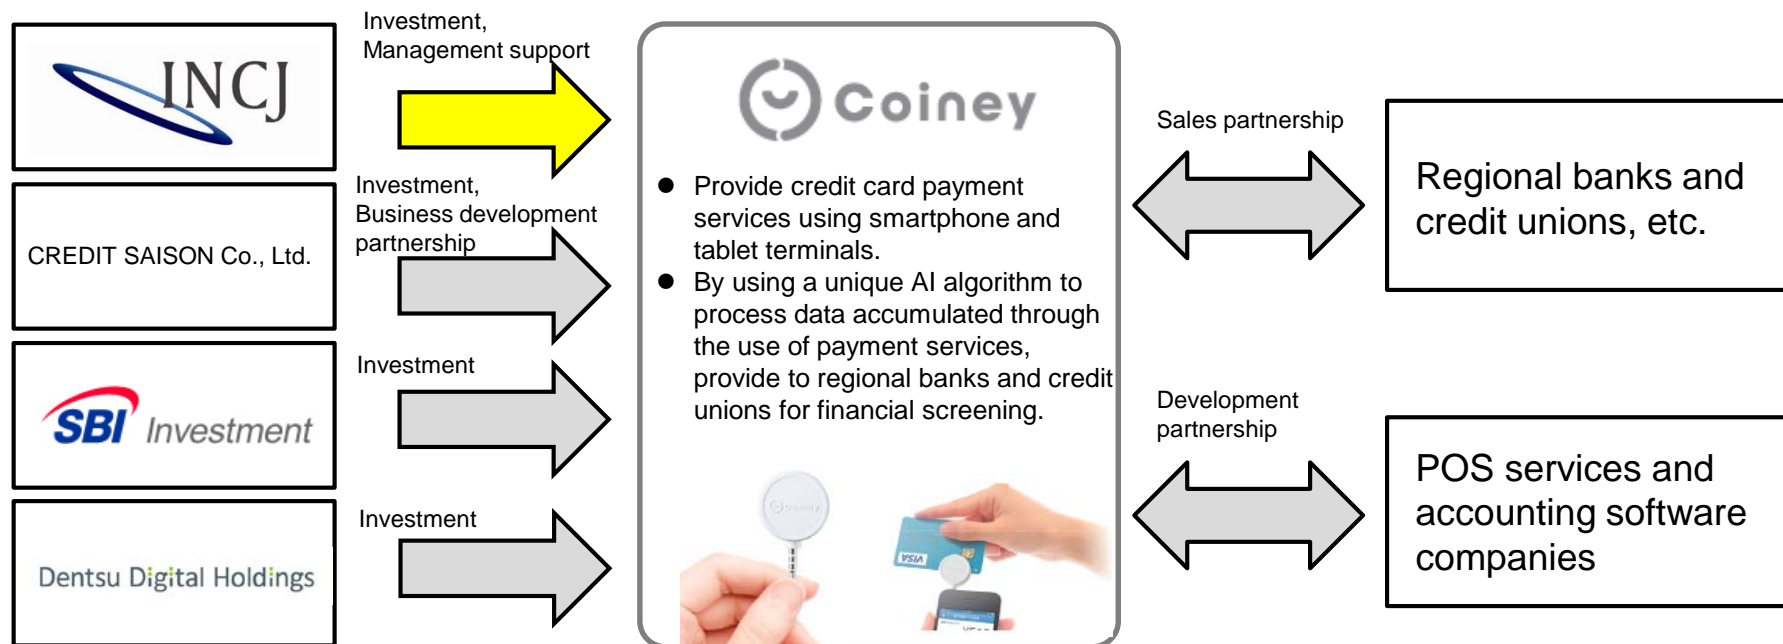 INCJ
Investment,
Management support
CREDIT SAISON Co., Ltd.
Investment,
Business development
partnership
SBI Investment
Investment
Dentsu Digital Holdings
Investment
Coiney
● Provide credit card payment
services using smartphone and
tablet terminals.
● By using a unique AI algorithm to
process data accumulated through
the use of payment services,
provide to regional banks and credit
unions for financial screening.
Coiney
VISA
Sales partnership
Regional banks and
credit unions, etc.
Development
partnership
POS services and
accounting software
companies